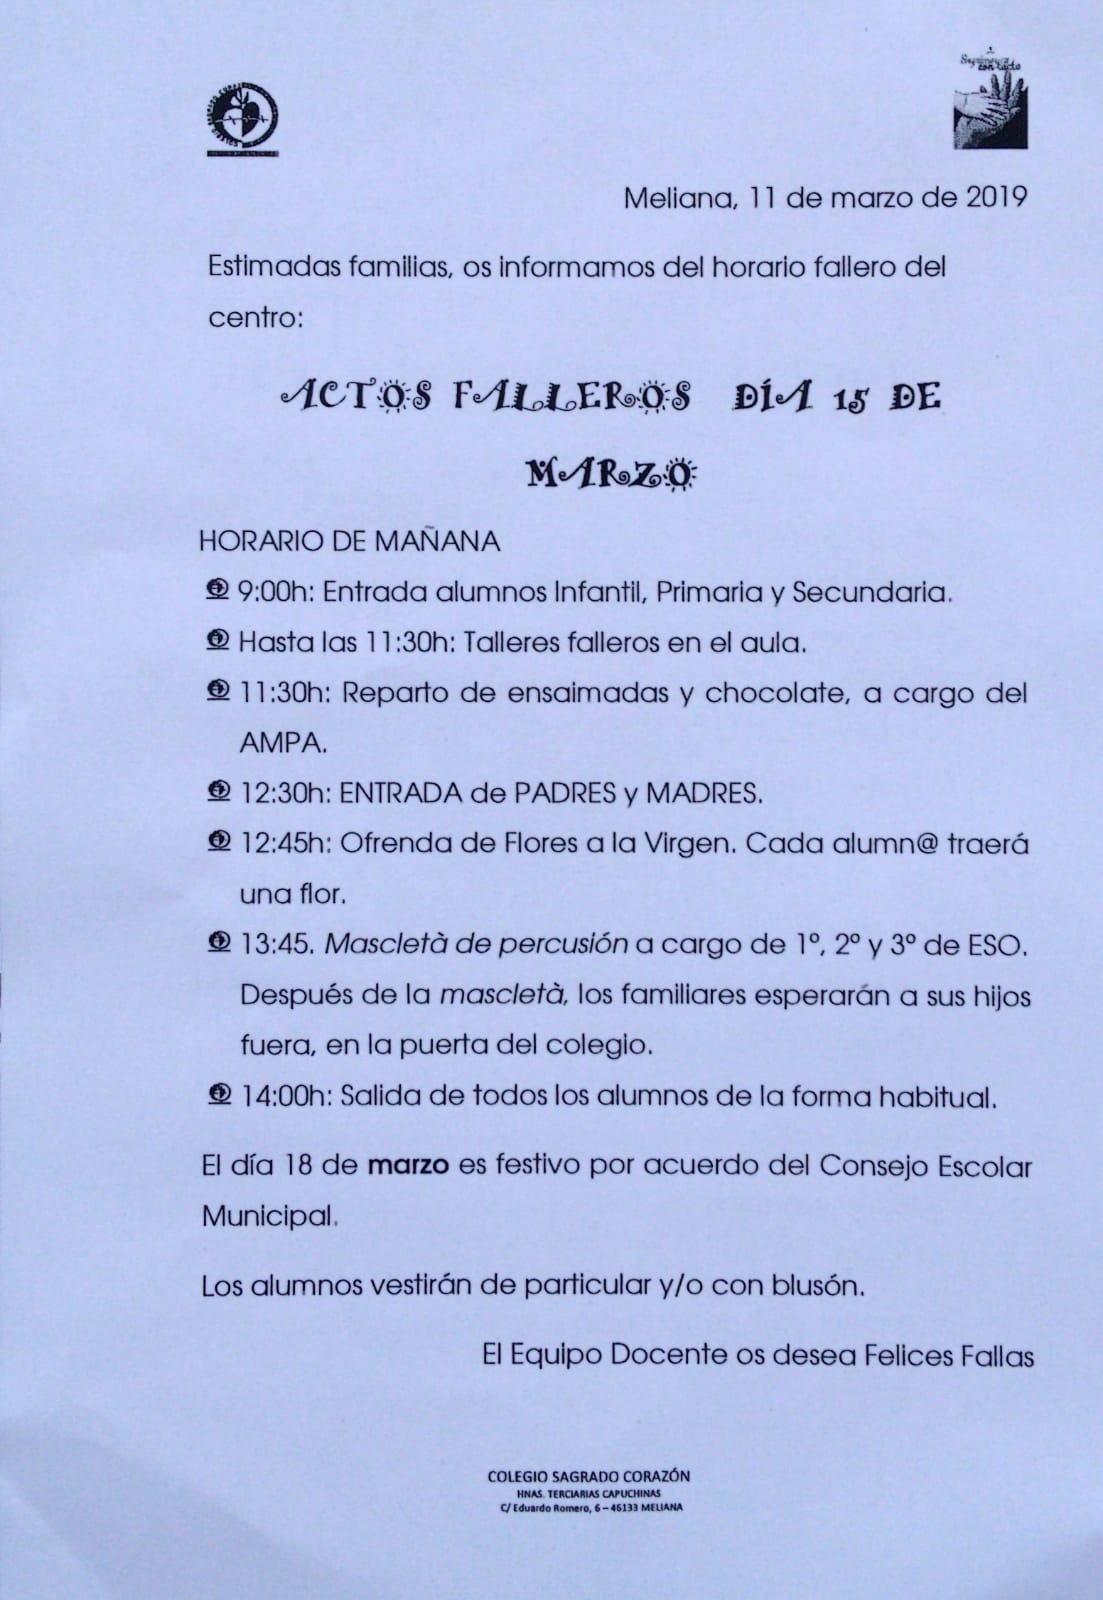 Meliana, 11 de marzo de 2019
Estimadas familias, os informamos del horario fallero del
centro:
ACTOS FALLEROS DÍA 15 DE
MARZO
HORARIO DE MAÑANA
9:00h: Entrada alumnos Infantil, Primaria y Secundaria.
Hasta las 11:30h: Talleres falleros en el aula.
11:30h: Reparto de ensaimadas y chocolate, a cargo del
AMPA.
12:30h: ENTRADA de PADRES y MADRES.
12:45h: Ofrenda de Flores a la Virgen. Cada alumn@ traerá
una flor.
13:45. Mascletà de percusión a cargo de 1º, 2º y 3º de ESO.
Después de la mascletà, los familiares esperarán a sus hijos
fuera, en la puerta del colegio.
14:00h: Salida de todos los alumnos de la forma habitual.
El día 18 de marzo es festivo por acuerdo del Consejo Escolar
Municipal.
Los alumnos vestirán de particular y/o con blusón.
El Equipo Docente os desea Felices Fallas
COLEGIO SAGRADO CORAZÓN
HNAS. TERCIARIAS CAPUCHINAS
C/ Eduardo Romero, 6 – 46133 MELIANA